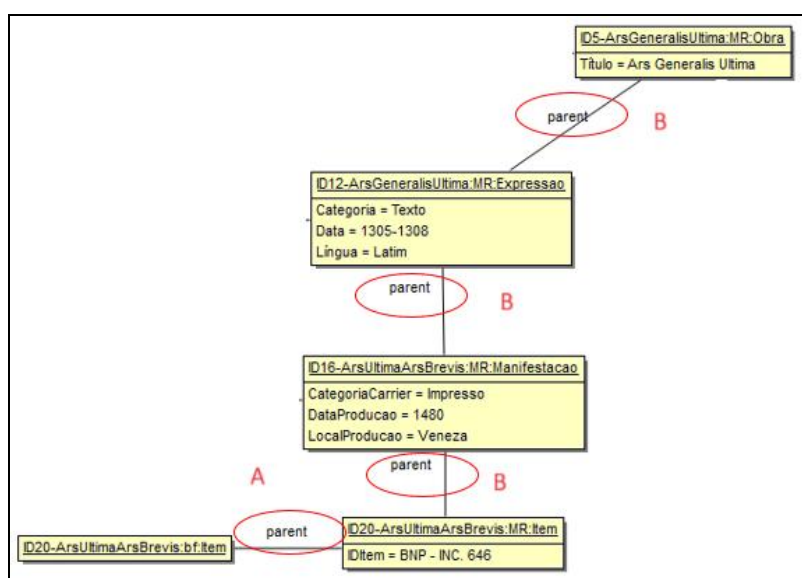 ID5-ArsGeneralisUltima:MR:Obra
Título = Ars Generalis Ultima
parent
B
ID12-ArsGeneralisUltima:MR:Expressao
Categoria = Texto
Data = 1305-1308
Língua = Latim
parent
B
ID16-ArsUltimaArsBrevis:MR:Manifestacao
CategoriaCarrier = Impresso
DataProducao = 1480
LocalProducao = Veneza
parent
B
A
parent
ID20-ArsUltimaArsBrevis:bf:Item
ID20-ArsUltimaArsBrevis:MR:Item
IDItem = BNP - INC. 646